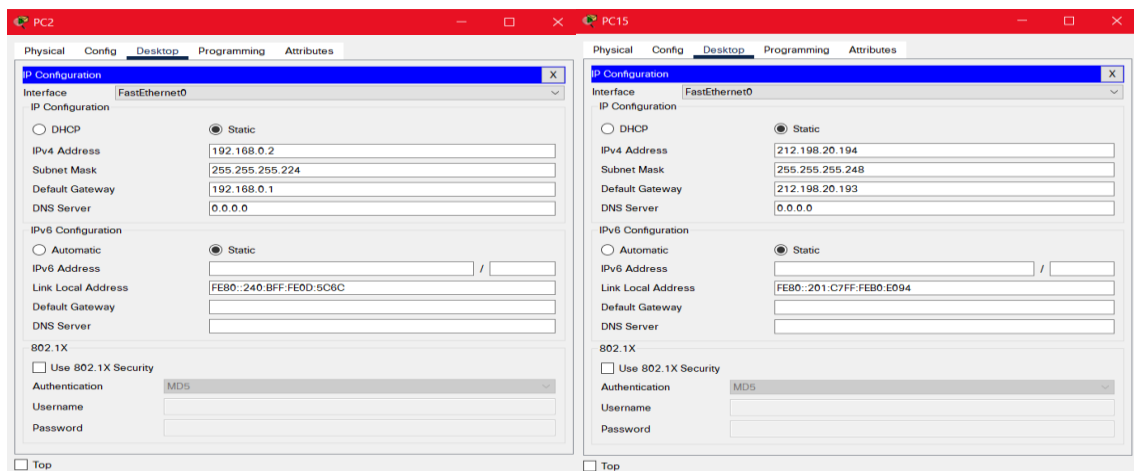 PC2
Physical Config Desktop Programming Attributes
IP Configuration X
Interface FastEthernet0
IP Configuration
DHCP Static
IPv4 Address 192.168.0.2
Subnet Mask 255.255.255.224
Default Gateway 192.168.0.1
DNS Server 0.0.0.0
IPv6 Configuration
Automatic Static
IPv6 Address /
Link Local Address FE80::240:BFF:FE0D:5C6C
Default Gateway
DNS Server
802.1X
Use 802.1X Security
Authentication MD5
Username
Password
Top
PC15
Physical Config Desktop Programming Attributes
IP Configuration X
Interface FastEthernet0
IP Configuration
DHCP Static
IPv4 Address 212.198.20.194
Subnet Mask 255.255.255.248
Default Gateway 212.198.20.193
DNS Server 0.0.0.0
IPv6 Configuration
Automatic Static
IPv6 Address /
Link Local Address FE80::201:C7FF:FEB0:E094
Default Gateway
DNS Server
802.1X
Use 802.1X Security
Authentication MD5
Username
Password
Top